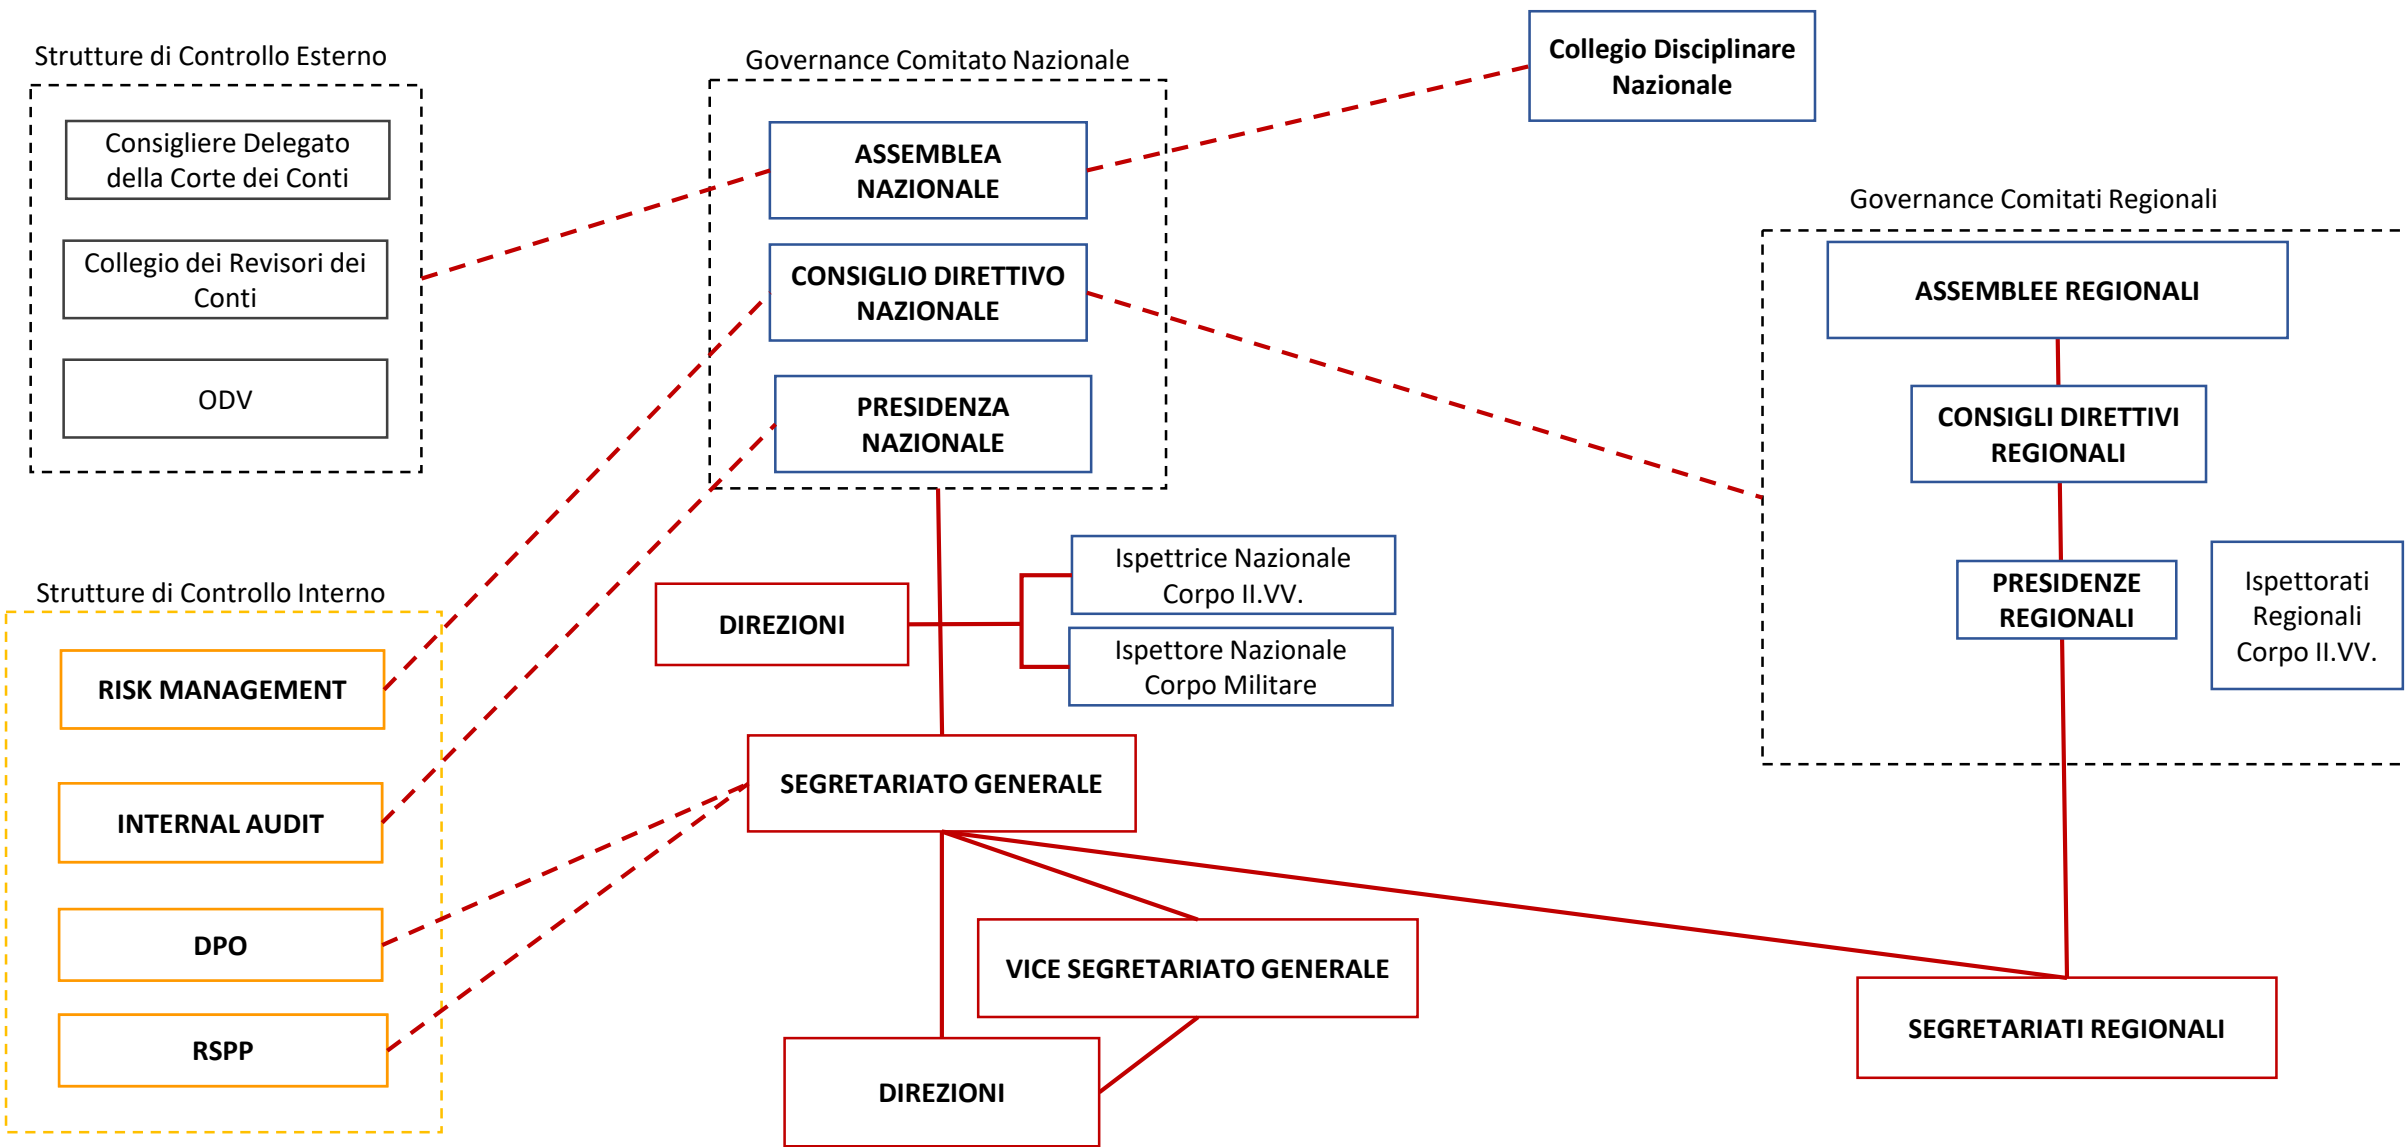 Strutture di Controllo Esterno
Consigliere Delegato
della Corte dei Conti
Collegio dei Revisori dei
Conti
ODV
Governance Comitato Nazionale
ASSEMBLEA
NAZIONALE
CONSIGLIO DIRETTIVO
NAZIONALE
PRESIDENZA
NAZIONALE
Collegio Disciplinare
Nazionale
Governance Comitati Regionali
ASSEMBLEE REGIONALI
CONSIGLI DIRETTIVI
REGIONALI
PRESIDENZE
REGIONALI
Ispettorati
Regionali
Corpo II.VV.
Ispettrice Nazionale
Corpo II.VV.
DIREZIONI
Ispettore Nazionale
Corpo Militare
Strutture di Controllo Interno
RISK MANAGEMENT
INTERNAL AUDIT
DPO
RSPP
SEGRETARIATO GENERALE
VICE SEGRETARIATO GENERALE
DIREZIONI
SEGRETARIATI REGIONALI